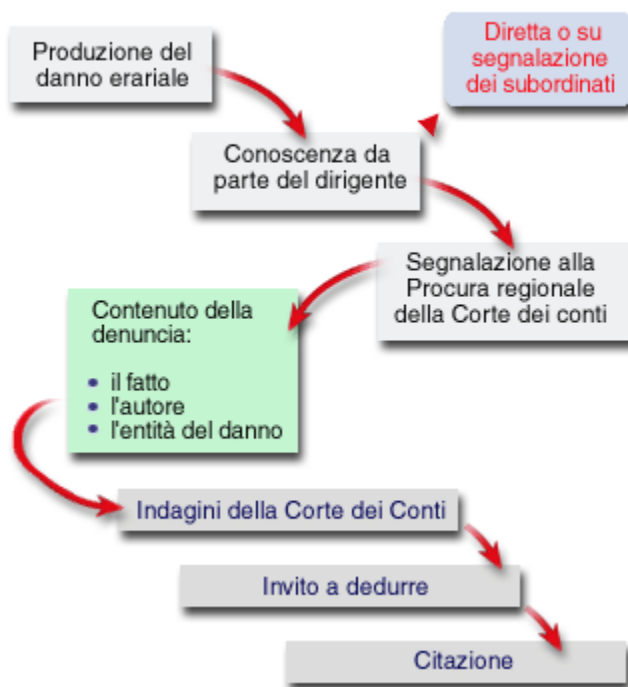 Produzione del
danno erariale
Diretta o su
segnalazione
dei subordinati
Conoscenza da
parte del dirigente
Segnalazione alla
Procura regionale
della Corte dei conti
Contenuto della
denuncia:
• il fatto
• l'autore
• l'entità del danno
Indagini della Corte dei Conti
Invito a dedurre
Citazione